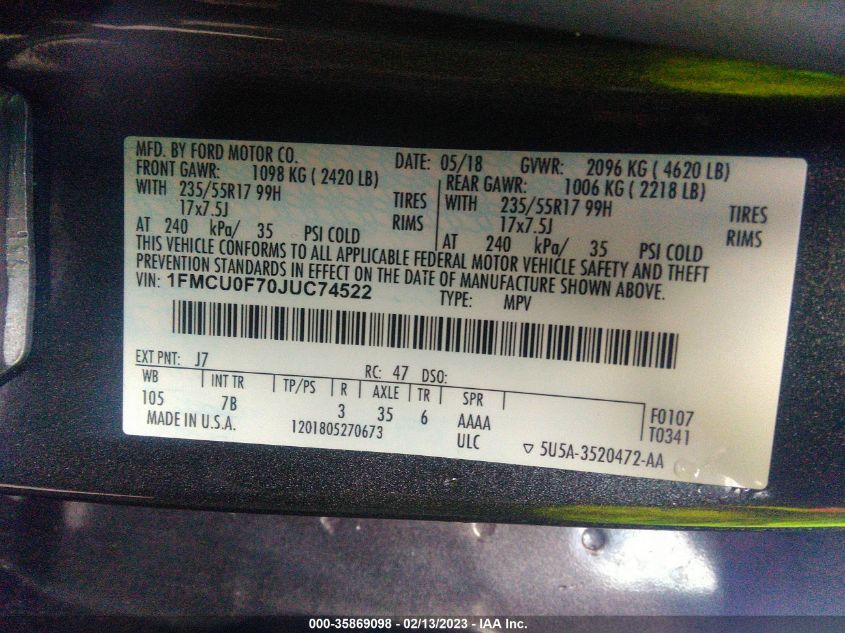 MFD. BY FORD MOTOR CO. DATE: 05/18 GVWR: 2096 KG ( 4620 LB)
FRONT GAWR: 1098 KG ( 2420 LB) REAR GAWR: 1006 KG ( 2218 LB)
WITH 235/55R17 99H TIRES WITH 235/55R17 99H TIRES
17x7.5J RIMS 17x7.5J RIMS
AT 240 kPa/ 35 PSI COLD AT 240 kPa/ 35 PSI COLD
THIS VEHICLE CONFORMS TO ALL APPLICABLE FEDERAL MOTOR VEHICLE SAFETY AND THEFT
PREVENTION STANDARDS IN EFFECT ON THE DATE OF MANUFACTURE SHOWN ABOVE.
VIN: 1FMCU0F70JUC74522 TYPE: MPV
EXT PNT: J7 RC: 47 DSO:
WB INT TR TP/PS R AXLE TR SPR
105 7B 3 35 6 AAAA F0107
MADE IN U.S.A. 1201805270673 ULC T0341
▽ 5U5A-3520472-AA
000-35869098 - 02/13/2023 - IAA Inc.